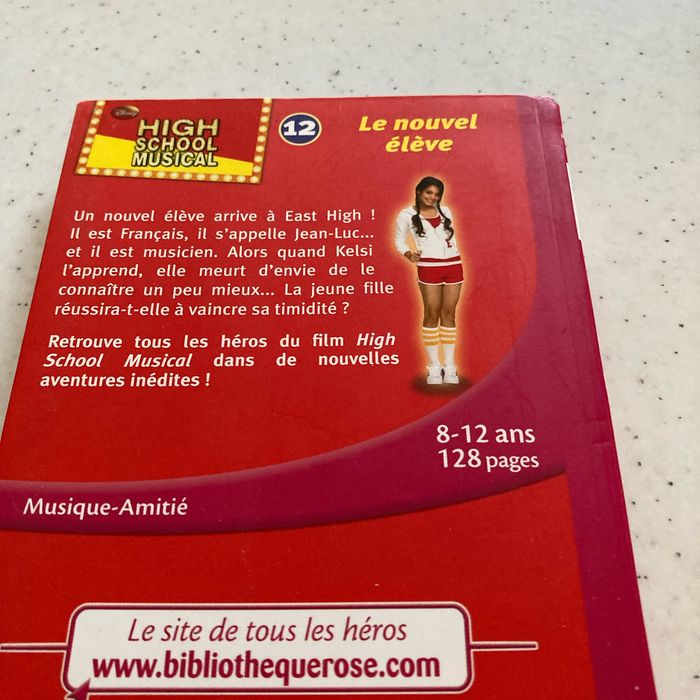 Disney
HIGH
SCHOOL
MUSICAL
12
Le nouvel
élève
Un nouvel élève arrive à East High !
Il est Français, il s'appelle Jean-Luc...
et il est musicien. Alors quand Kelsi
l'apprend, elle meurt d'envie de le
connaître un peu mieux... La jeune fille
réussira-t-elle à vaincre sa timidité ?
Retrouve tous les héros du film High
School Musical dans de nouvelles
aventures inédites !
8-12 ans
128 pages
Musique-Amitié
Le site de tous les héros
www.bibliothequerose.com